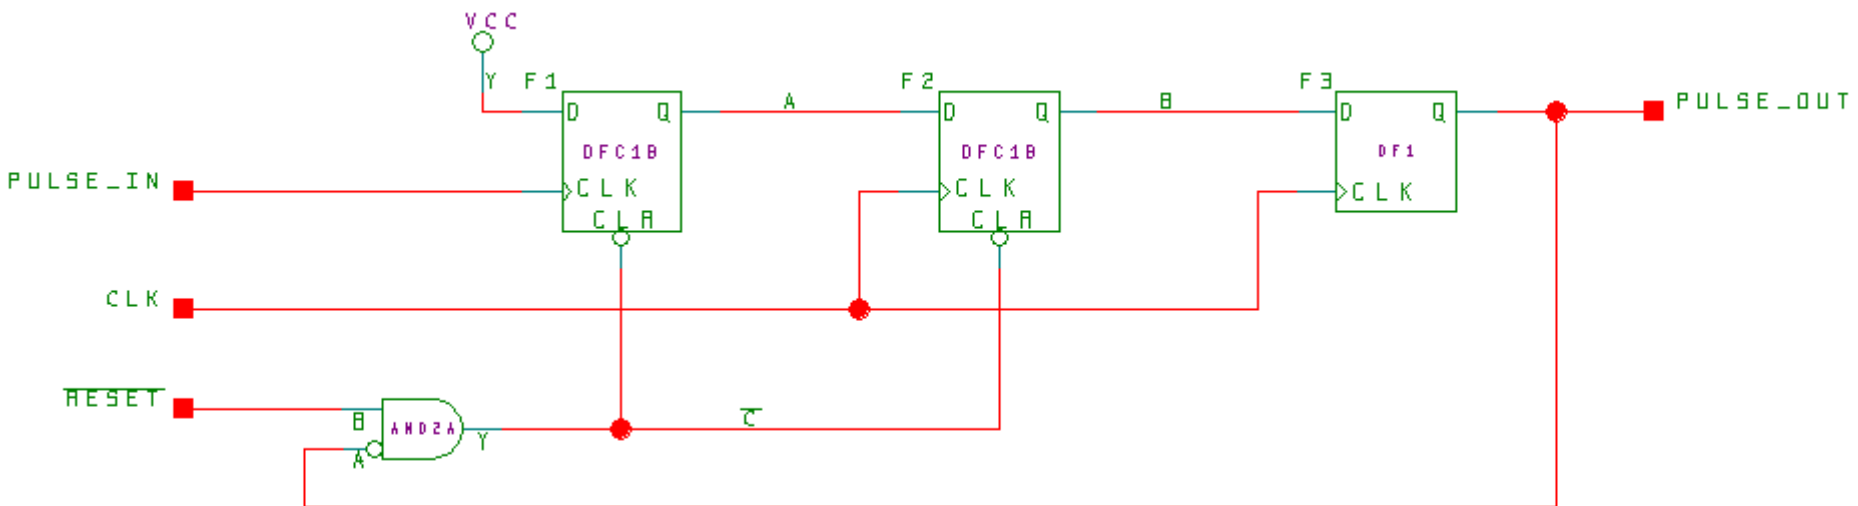 VCC
Y F1 F2 F3
D Q A D Q B D Q PULSE_OUT
DFC1B DFC1B DF1
PULSE_IN CLK CLK CLK
CLR CLR
CLK
RESET
B AND2A Y C
A